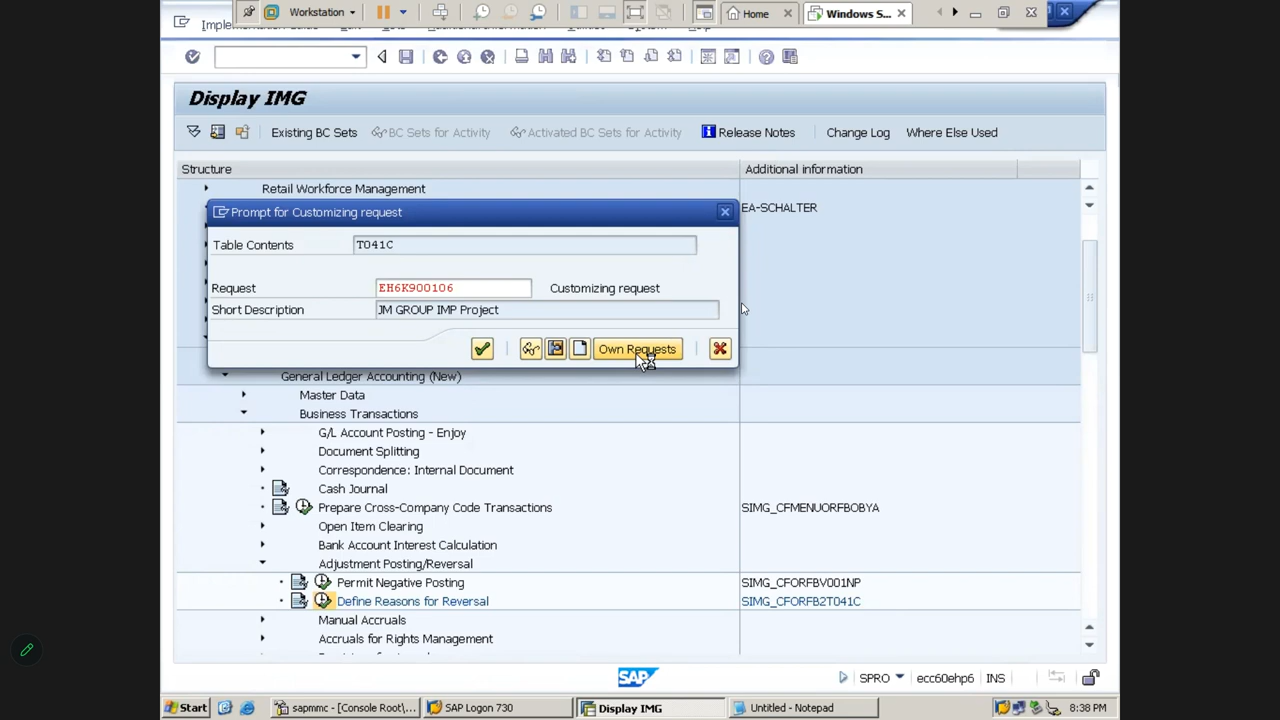 Workstation
Home
Windows S...
Display IMG
Existing BC Sets
BC Sets for Activity
Activated BC Sets for Activity
Release Notes
Change Log
Where Else Used
Structure
Additional information
Retail Workforce Management
EA-SCHALTER
Prompt for Customizing request
Table Contents
T041C
Request
EH6K900106
Customizing request
Short Description
JM GROUP IMP Project
Own Requests
General Ledger Accounting (New)
Master Data
Business Transactions
G/L Account Posting - Enjoy
Document Splitting
Correspondence: Internal Document
Cash Journal
Prepare Cross-Company Code Transactions
SIMG_CFMENUORFBOBYA
Open Item Clearing
Bank Account Interest Calculation
Adjustment Posting/Reversal
Permit Negative Posting
SIMG_CFORFBV001NP
Define Reasons for Reversal
SIMG_CFORFB2T041C
Manual Accruals
Accruals for Rights Management
SAP
SPRO
ecc60ehp6
INS
Start
sapmmc - [Console Root\...
SAP Logon 730
Display IMG
Untitled - Notepad
8:38 PM